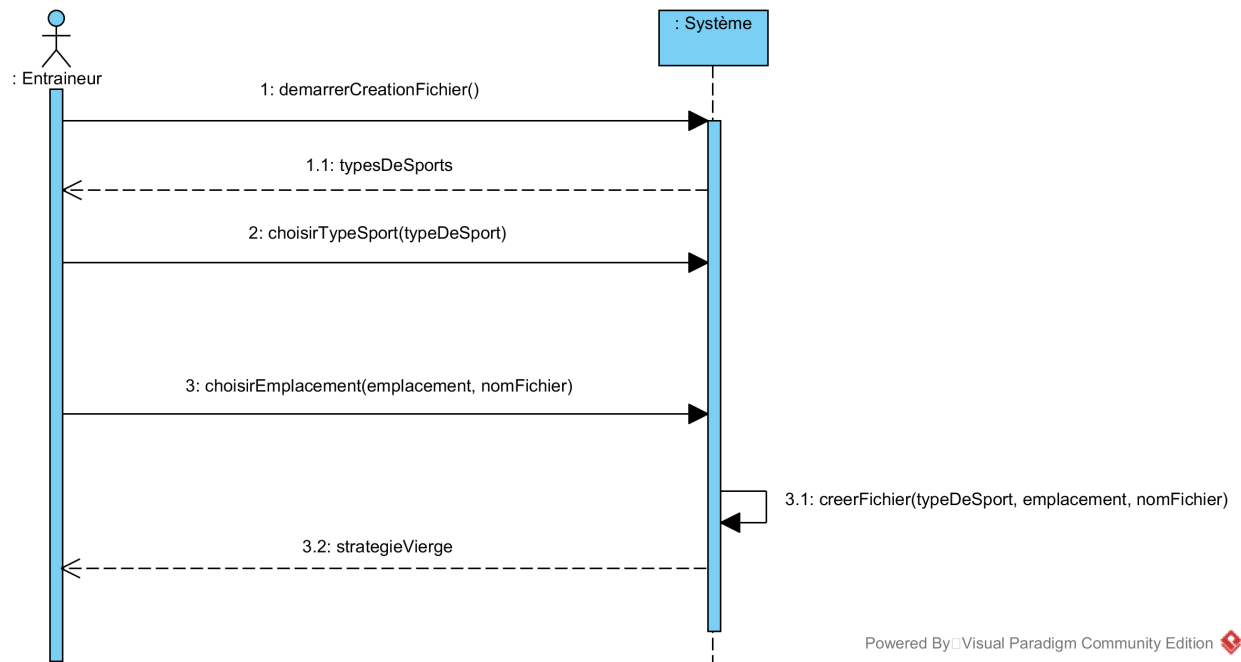 : Système
: Entraineur
1: demarrerCreationFichier()
1.1: typesDeSports
2: choisirTypeSport(typeDeSport)
3: choisirEmplacement(emplacement, nomFichier)
3.1: creerFichier(typeDeSport, emplacement, nomFichier)
3.2: strategieVierge
Powered By□Visual Paradigm Community Edition